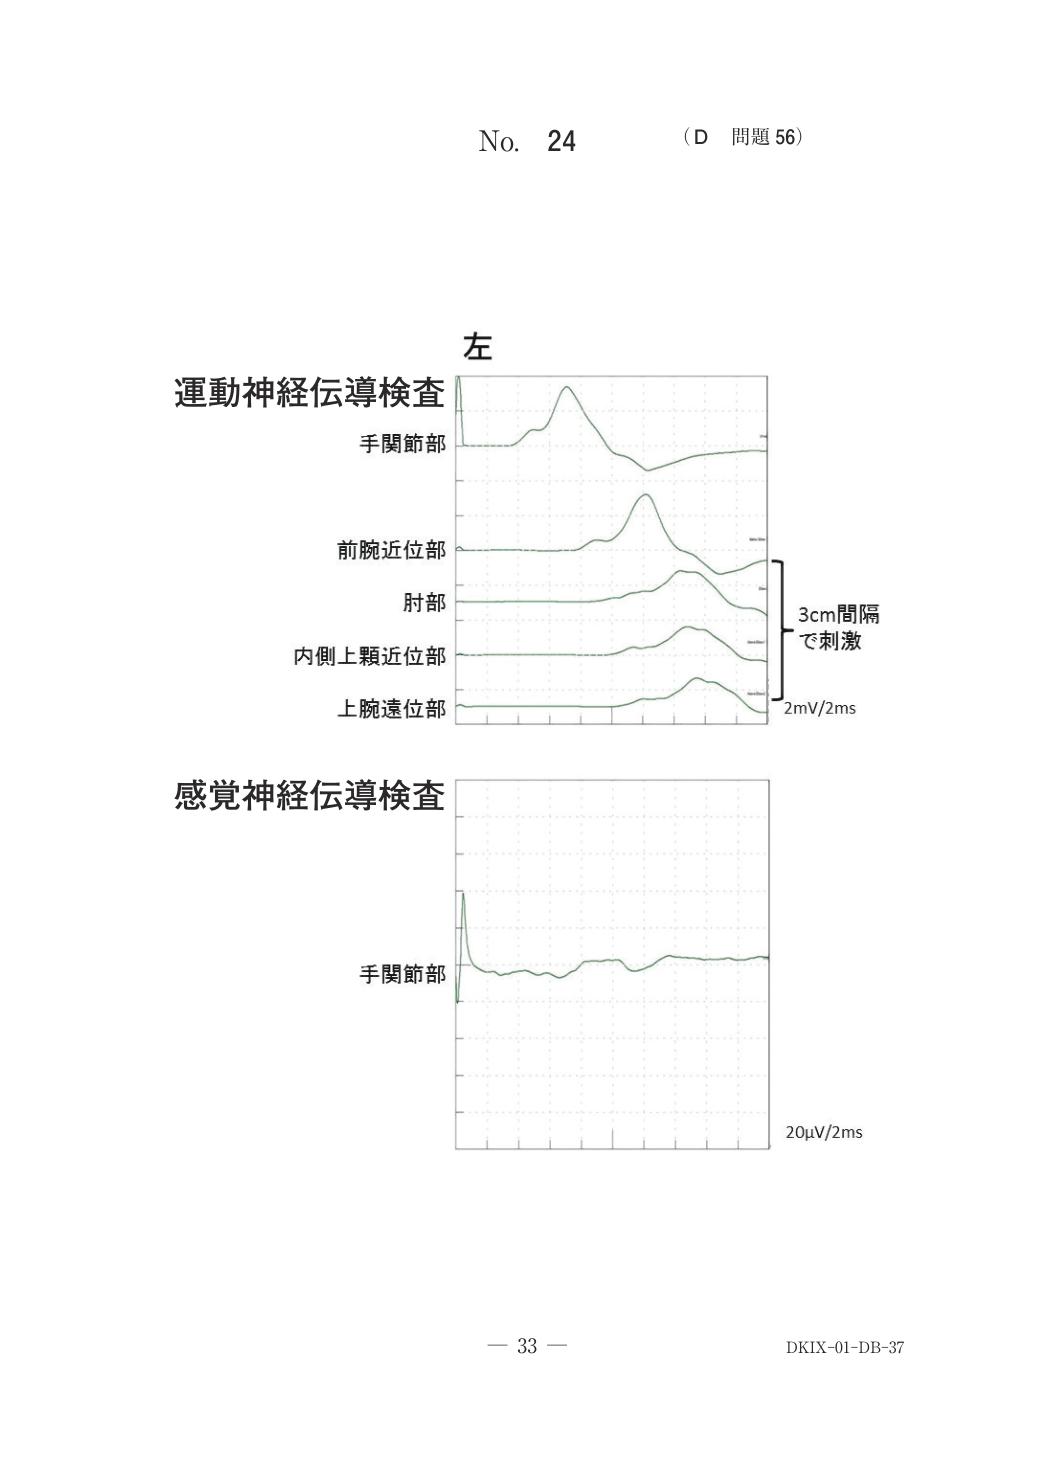 No. 24 （D 問題 56）
左
運動神経伝導検査
手関節部
前腕近位部
肘部
3cm間隔
で刺激
内側上顆近位部
上腕遠位部
2mV/2ms
感覚神経伝導検査
手関節部
20μV/2ms
― 33 ―
DKIX-01-DB-37